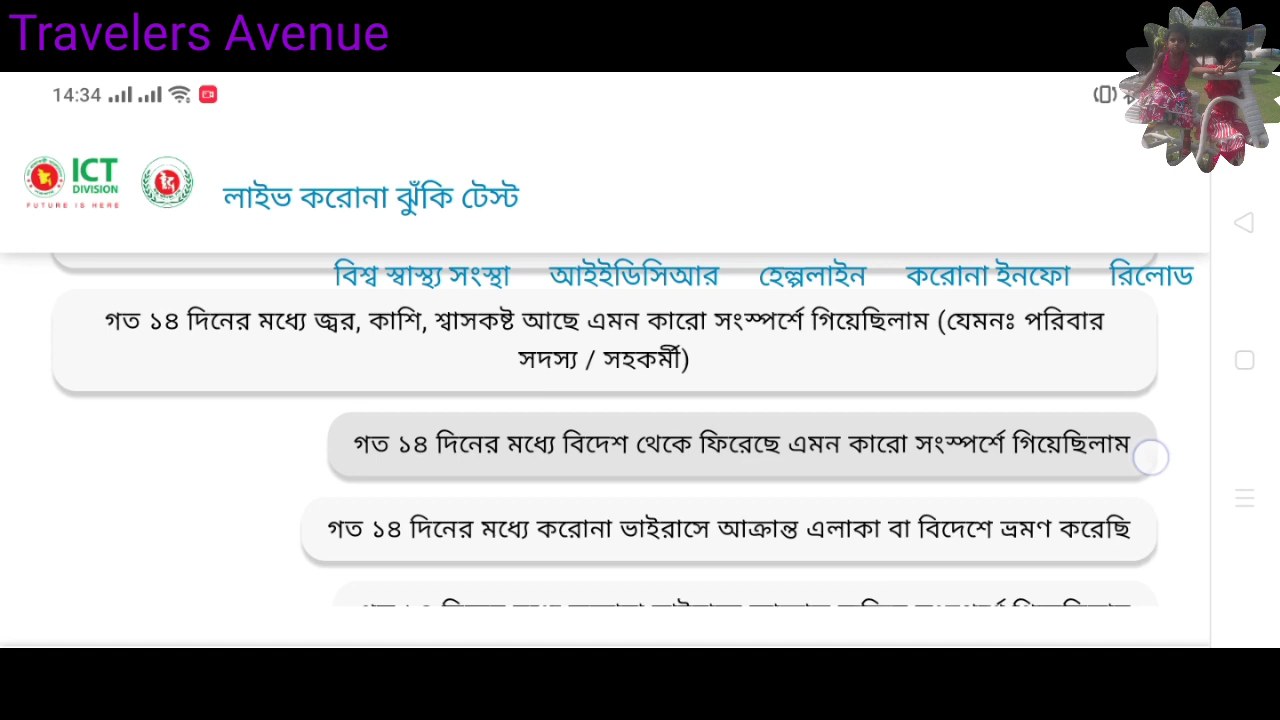 Travelers Avenue
14:34
ICT
DIVISION
FUTURE IS HERE
লাইভ করোনা ঝুঁকি টেস্ট
বিশ্ব স্বাস্থ্য সংস্থা আইইডিসিআর হেল্পলাইন করোনা ইনফো রিলোড
গত ১৪ দিনের মধ্যে জ্বর, কাশি, শ্বাসকষ্ট আছে এমন কারো সংস্পর্শে গিয়েছিলাম (যেমনঃ পরিবার
সদস্য / সহকর্মী)
গত ১৪ দিনের মধ্যে বিদেশ থেকে ফিরেছে এমন কারো সংস্পর্শে গিয়েছিলাম
গত ১৪ দিনের মধ্যে করোনা ভাইরাসে আক্রান্ত এলাকা বা বিদেশে ভ্রমণ করেছি